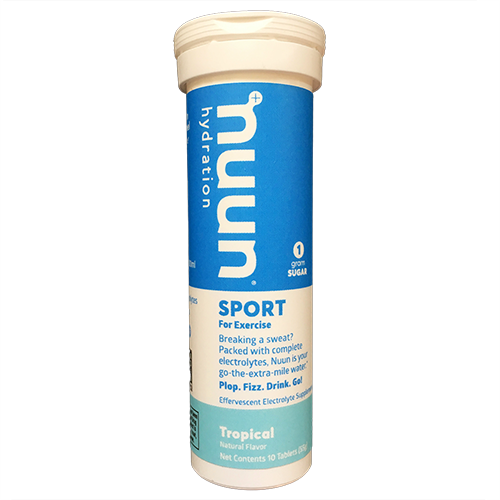 nuun
hydration
1
gram
SUGAR
SPORT
For Exercise
Breaking a sweat?
Packed with complete
electrolytes, Nuun is your
go-the-extra-mile water.
Plop. Fizz. Drink. Go!
Effervescent Electrolyte
Tropical
Natural Flavor
Net Contents 10 Tablets